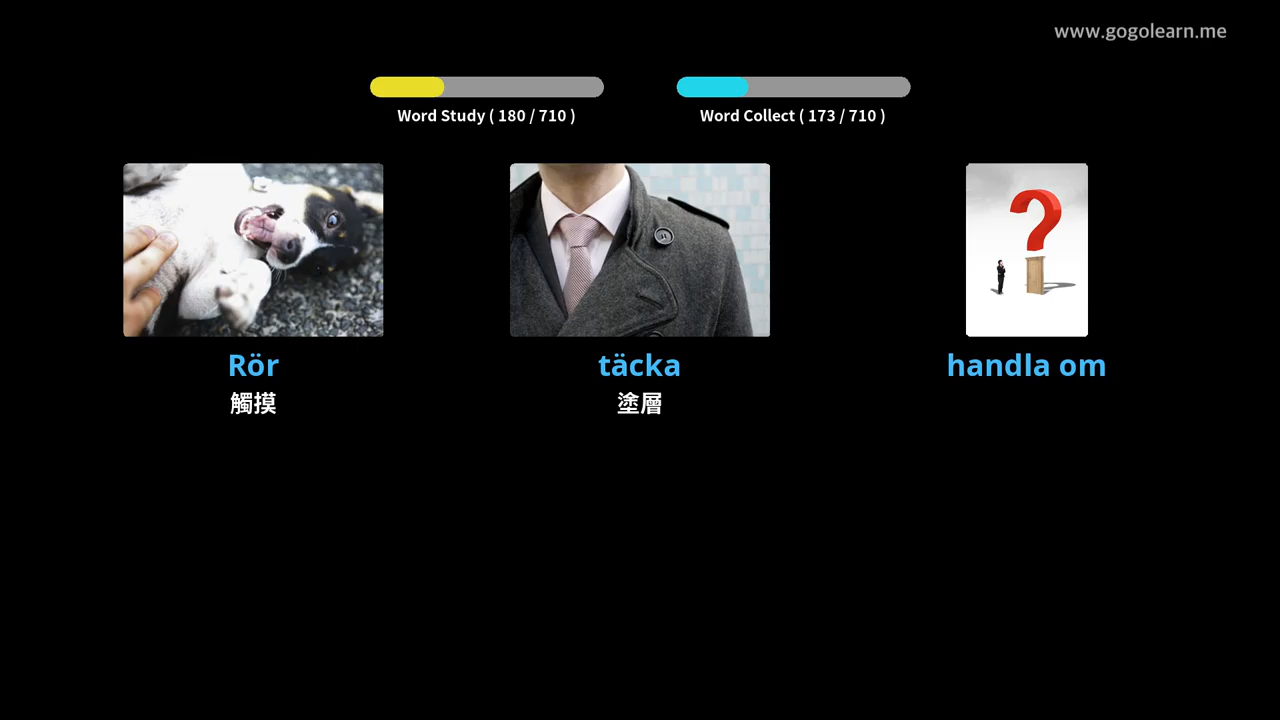 www.gogolearn.me
Word Study ( 180 / 710 )
Word Collect ( 173 / 710 )
Rör
täcka
handla om
觸摸
塗層